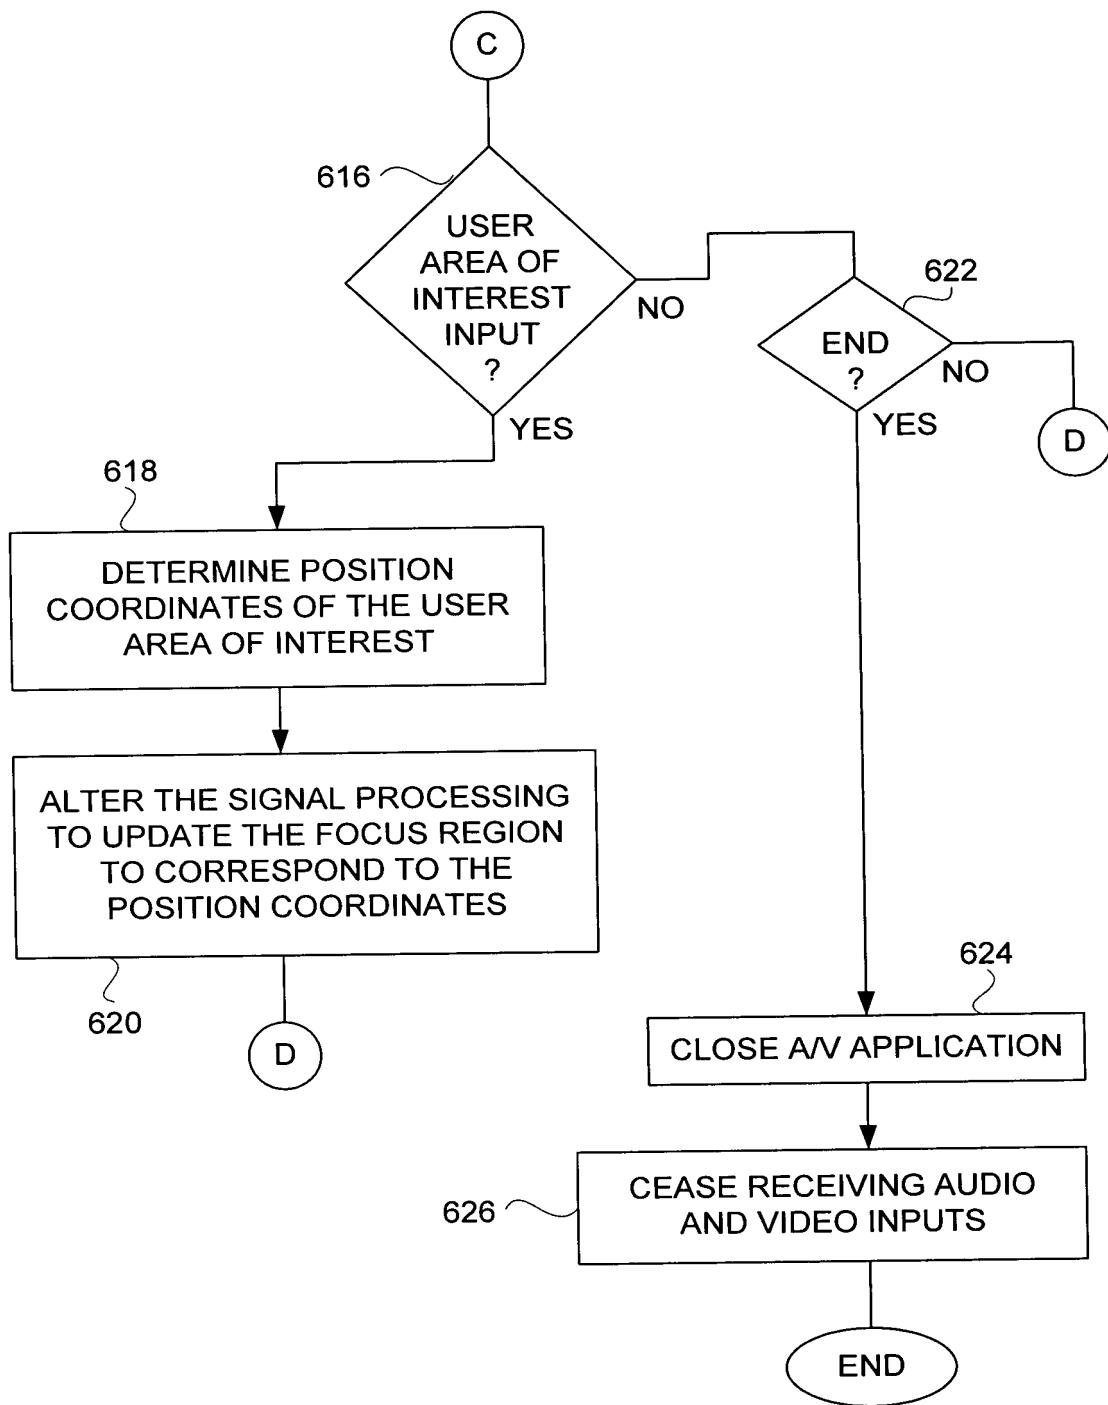 C
616
USER
AREA OF
INTEREST
INPUT
?
NO
YES
622
END
?
NO
YES
D
618
DETERMINE POSITION
COORDINATES OF THE USER
AREA OF INTEREST
ALTER THE SIGNAL PROCESSING
TO UPDATE THE FOCUS REGION
TO CORRESPOND TO THE
POSITION COORDINATES
620
D
624
CLOSE A/V APPLICATION
626
CEASE RECEIVING AUDIO
AND VIDEO INPUTS
END